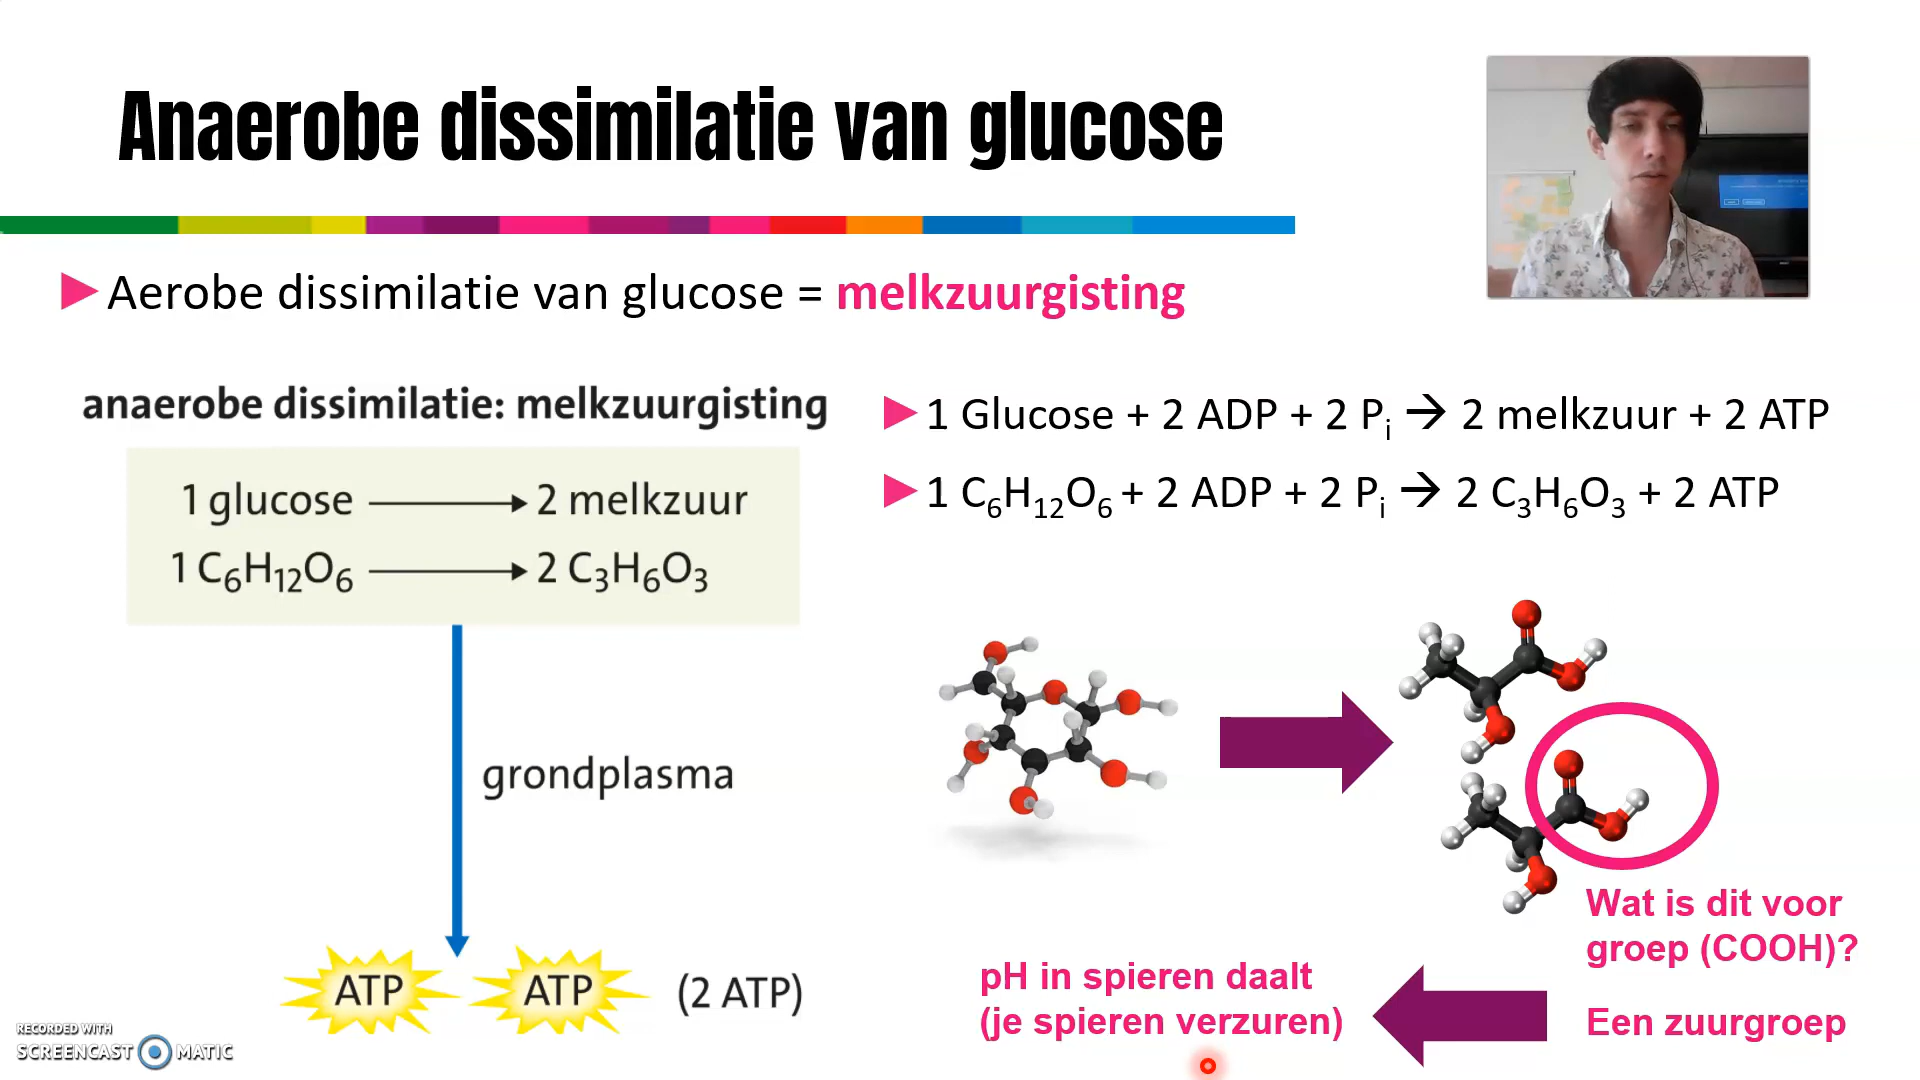 Anaerobe dissimilatie van glucose
Aerobe dissimilatie van glucose = melkzuurgisting
anaerobe dissimilatie: melkzuurgisting
1 glucose → 2 melkzuur
1 C₆H₁₂O₆ → 2 C₃H₆O₃
grondplasma
ATP ATP (2 ATP)
1 Glucose + 2 ADP + 2 Pᵢ → 2 melkzuur + 2 ATP
1 C₆H₁₂O₆ + 2 ADP + 2 Pᵢ → 2 C₃H₆O₃ + 2 ATP
Wat is dit voor
groep (COOH)?
Een zuurgroep
pH in spieren daalt
(je spieren verzuren)
RECORDED WITH
SCREENCAST MATIC